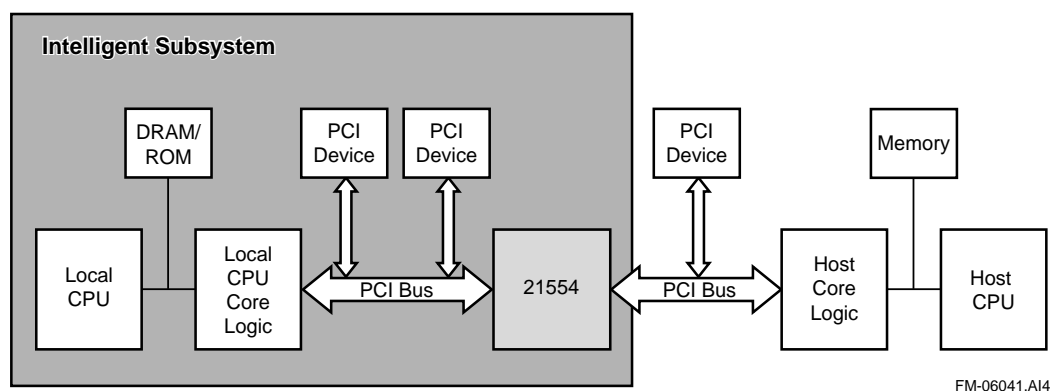 Intelligent Subsystem
DRAM/
ROM
PCI
Device
PCI
Device
PCI
Device
Memory
Local
CPU
Local
CPU
Core
Logic
PCI Bus
21554
PCI Bus
Host
Core
Logic
Host
CPU
FM-06041.AI4